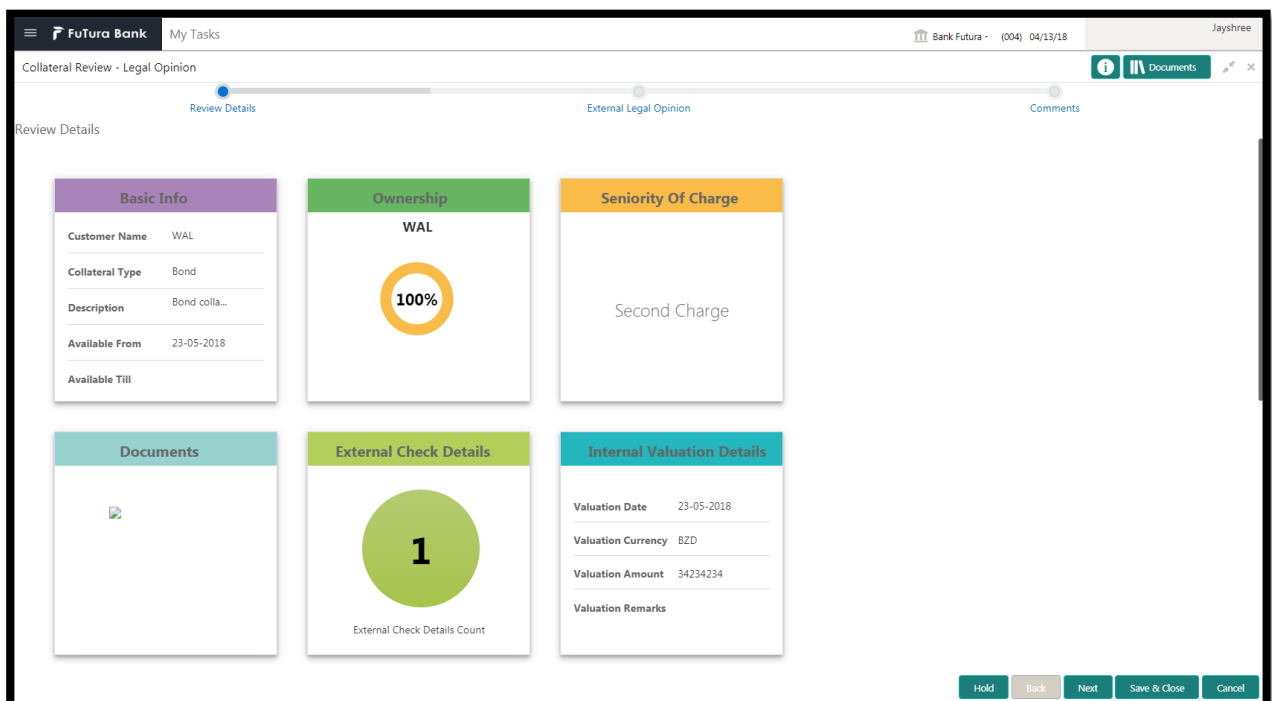 FuTura Bank My Tasks Bank Futura - (004) 04/13/18 Jayshree
Collateral Review - Legal Opinion i Documents
Review Details External Legal Opinion Comments
Review Details
Basic Info
Customer Name WAL
Collateral Type Bond
Description Bond colla...
Available From 23-05-2018
Available Till
Ownership
WAL
100%
Seniority Of Charge
Second Charge
Documents
External Check Details
1
External Check Details Count
Internal Valuation Details
Valuation Date 23-05-2018
Valuation Currency BZD
Valuation Amount 34234234
Valuation Remarks
Hold Back Next Save & Close Cancel